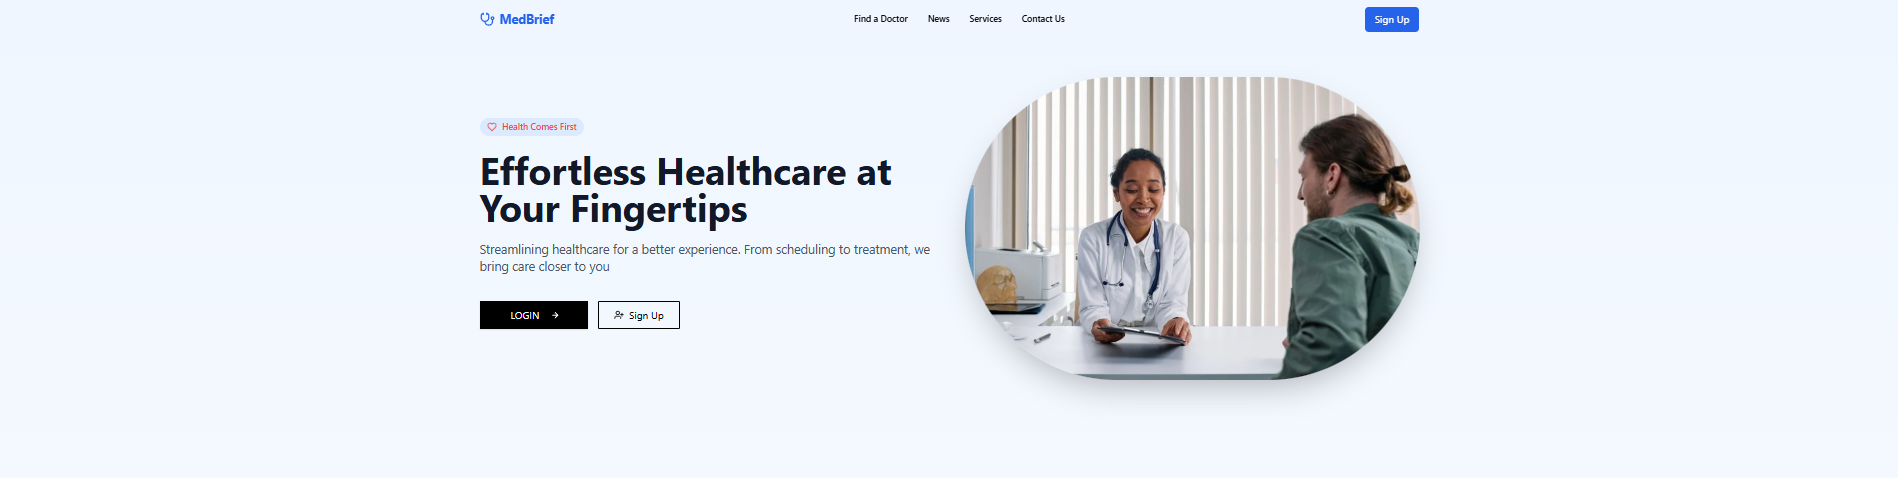 MedBrief
Find a Doctor
News
Services
Contact Us
Sign Up
Health Comes First
Effortless Healthcare at
Your Fingertips
Streamlining healthcare for a better experience. From scheduling to treatment, we
bring care closer to you
LOGIN
Sign Up